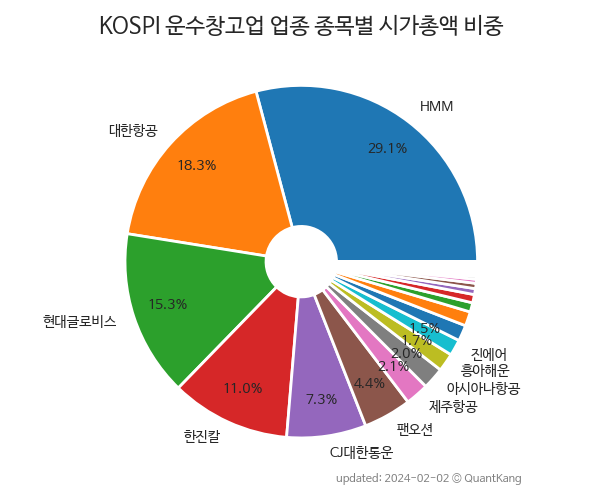 KOSPI 운수창고업 업종 종목별 시가총액 비중
HMM
29.1%
대한항공
18.3%
현대글로비스
15.3%
한진칼
11.0%
CJ대한통운
7.3%
팬오션
4.4%
제주항공
2.1%
아시아나항공
2.0%
흥아해운
1.7%
진에어
1.5%
updated: 2024-02-02 © QuantKang